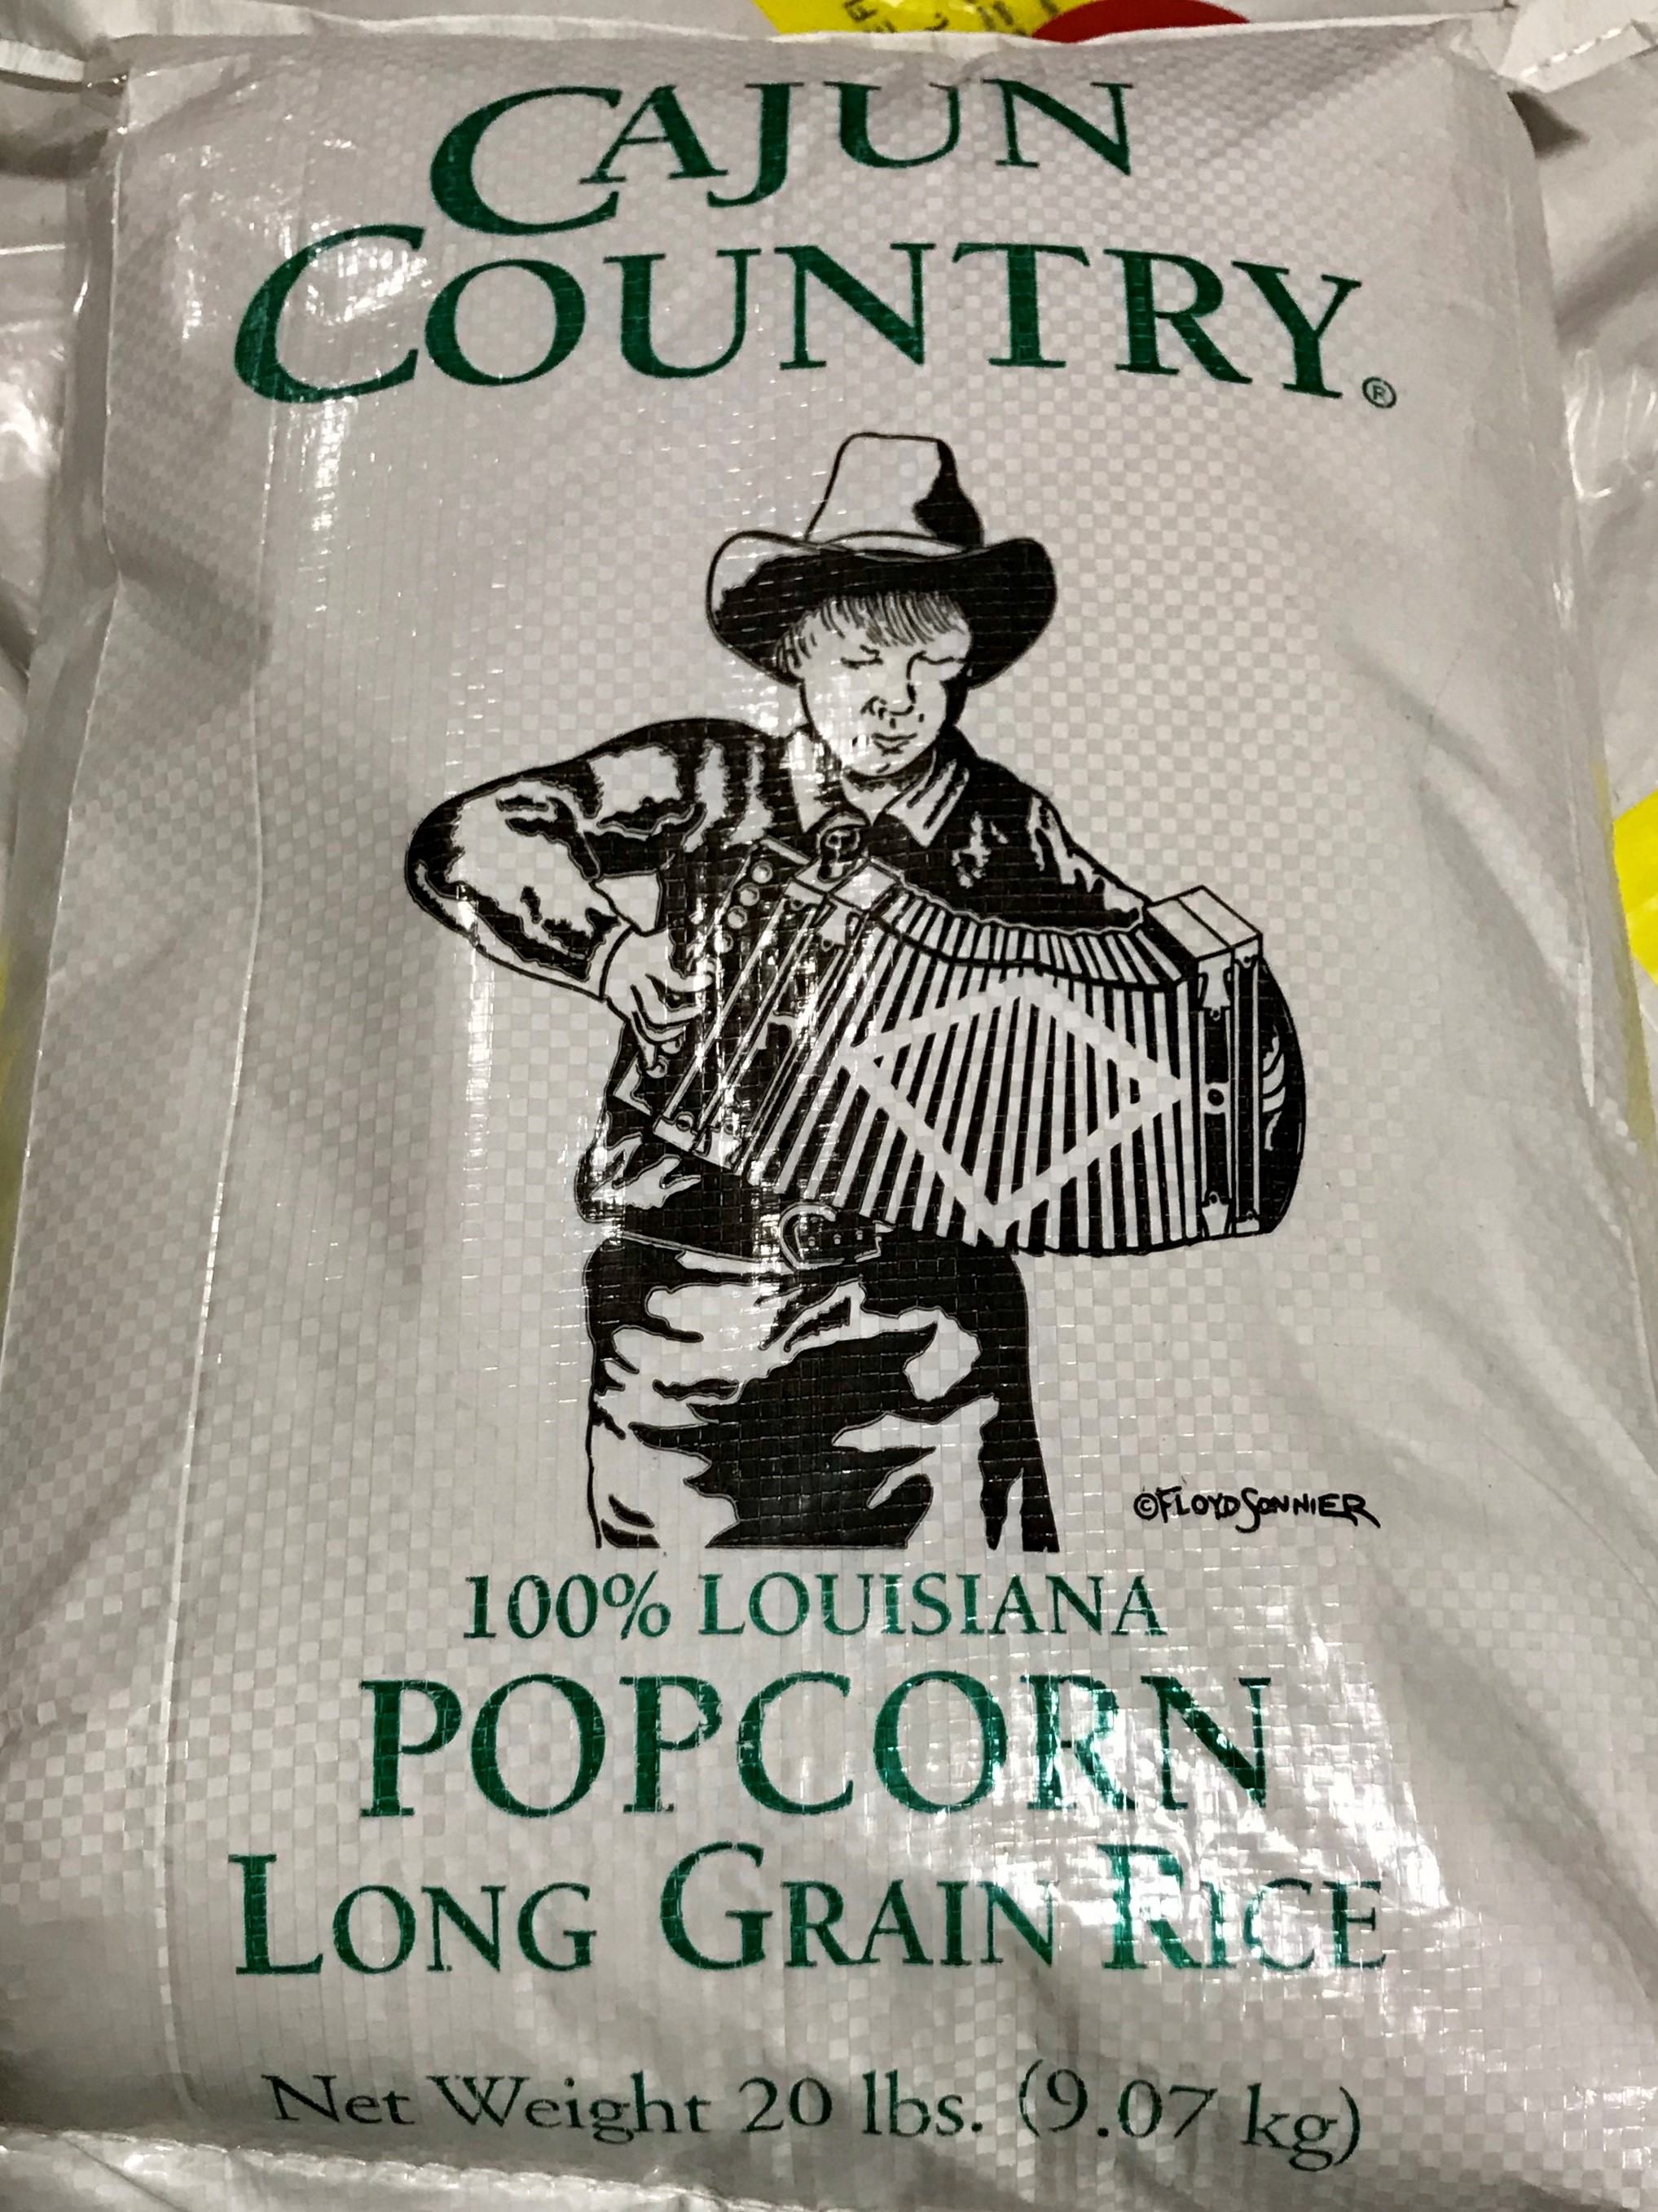 CAJUN
COUNTRY®
©FLOYD SONNIER
100% LOUISIANA
POPCORN
LONG GRAIN RICE
Net Weight 20 lbs. (9.07 kg)